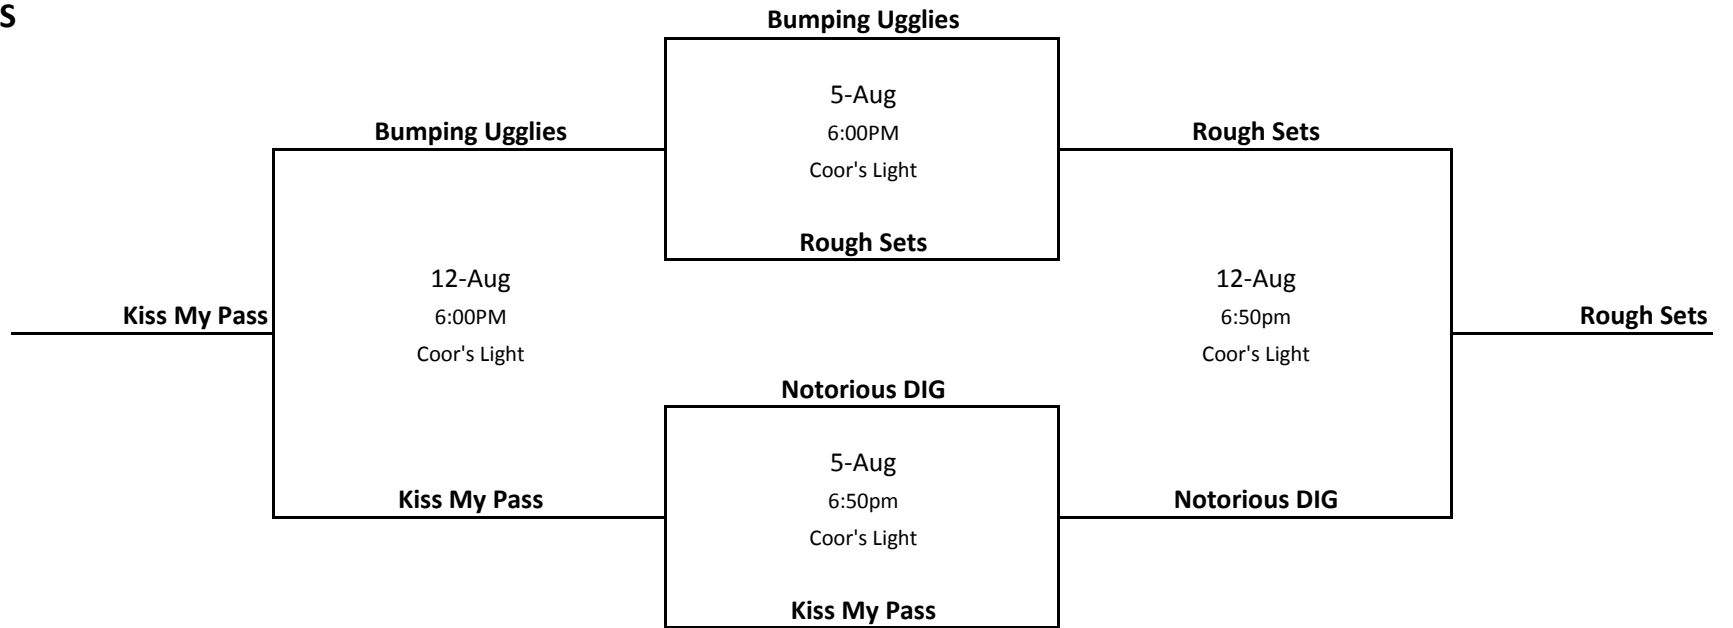 S
Bumping Ugglies
5-Aug
6:00PM
Coor's Light
Bumping Ugglies
Rough Sets
Rough Sets
12-Aug
6:00PM
Coor's Light
12-Aug
6:50pm
Coor's Light
Kiss My Pass
Rough Sets
Notorious DIG
5-Aug
6:50pm
Coor's Light
Kiss My Pass
Notorious DIG
Kiss My Pass